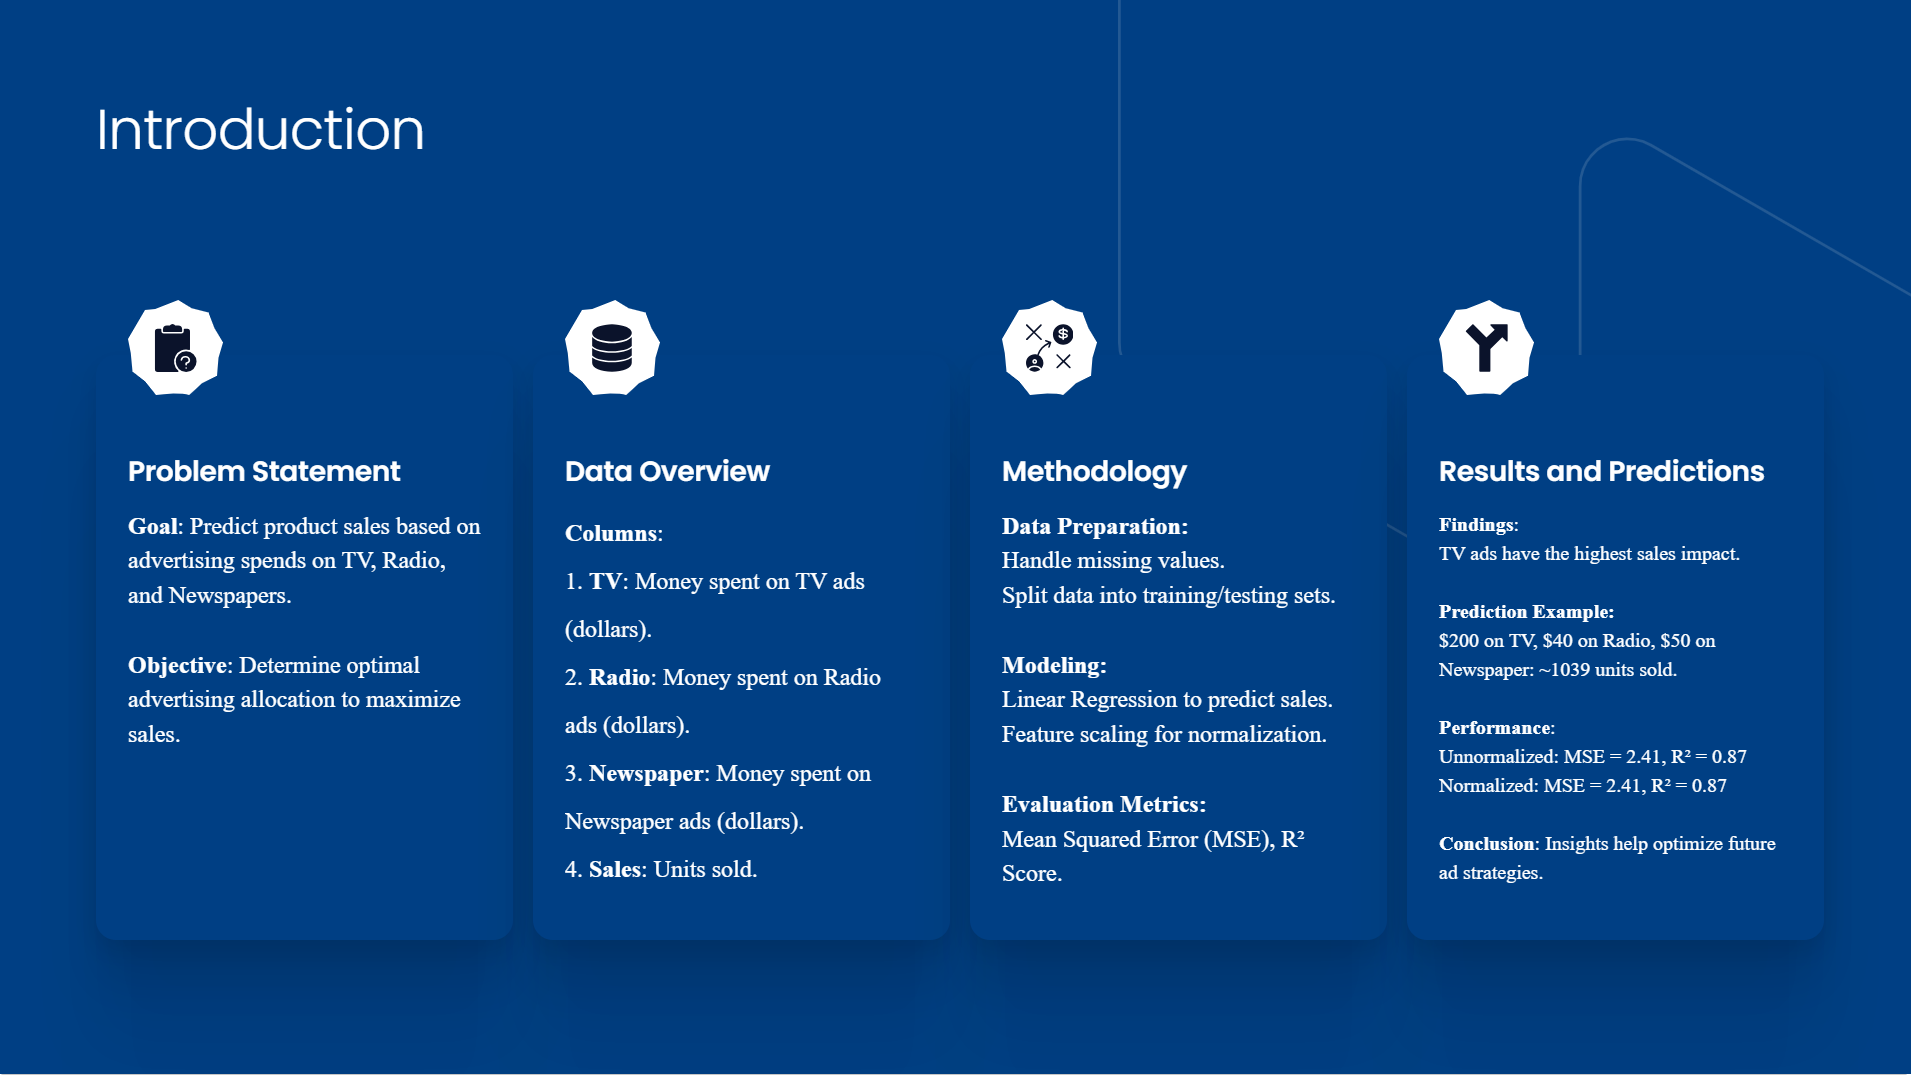 Introduction
Problem Statement
Goal: Predict product sales based on
advertising spends on TV, Radio,
and Newspapers.
Objective: Determine optimal
advertising allocation to maximize
sales.
Data Overview
Columns:
1. TV: Money spent on TV ads
(dollars).
2. Radio: Money spent on Radio
ads (dollars).
3. Newspaper: Money spent on
Newspaper ads (dollars).
4. Sales: Units sold.
Methodology
Data Preparation:
Handle missing values.
Split data into training/testing sets.
Modeling:
Linear Regression to predict sales.
Feature scaling for normalization.
Evaluation Metrics:
Mean Squared Error (MSE), R²
Score.
Results and Predictions
Findings:
TV ads have the highest sales impact.
Prediction Example:
$200 on TV, $40 on Radio, $50 on
Newspaper: ~1039 units sold.
Performance:
Unnormalized: MSE = 2.41, R² = 0.87
Normalized: MSE = 2.41, R² = 0.87
Conclusion: Insights help optimize future
ad strategies.